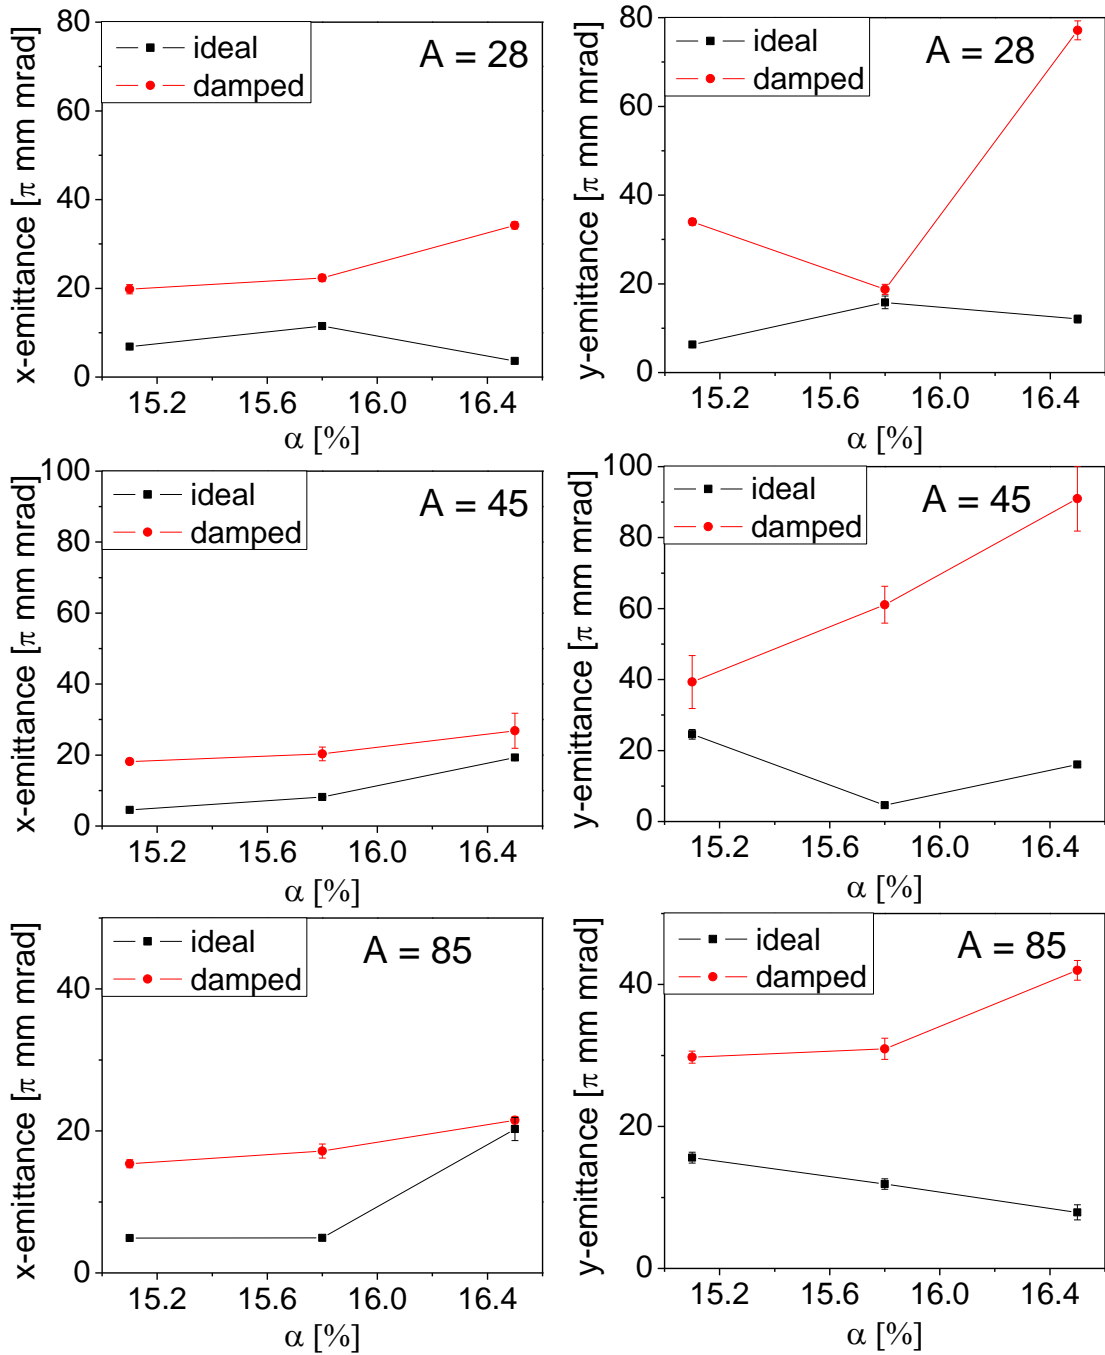 80
60
40
20
0
x-emittance [π mm mrad]
ideal
damped
A = 28
15.2 15.6 16.0 16.4
α [%]
80
60
40
20
0
y-emittance [π mm mrad]
ideal
damped
A = 28
15.2 15.6 16.0 16.4
α [%]
100
80
60
40
20
0
x-emittance [π mm mrad]
ideal
damped
A = 45
15.2 15.6 16.0 16.4
α [%]
100
80
60
40
20
0
y-emittance [π mm mrad]
ideal
damped
A = 45
15.2 15.6 16.0 16.4
α [%]
40
20
0
x-emittance [π mm mrad]
ideal
damped
A = 85
15.2 15.6 16.0 16.4
α [%]
40
20
0
y-emittance [π mm mrad]
ideal
damped
A = 85
15.2 15.6 16.0 16.4
α [%]